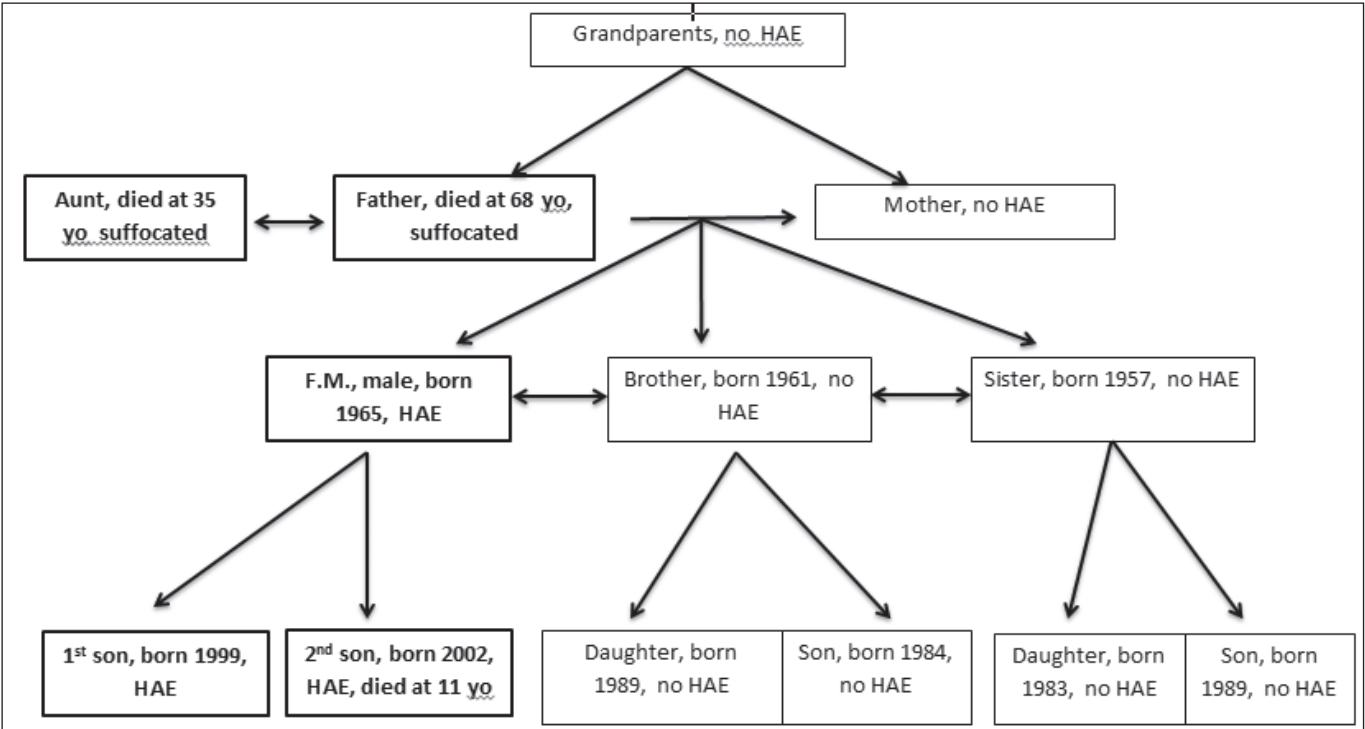 Grandparents, no HAE
Aunt, died at 35
yo suffocated
Father, died at 68 yo,
suffocated
Mother, no HAE
F.M., male, born
1965, HAE
Brother, born 1961, no
HAE
Sister, born 1957, no HAE
1st son, born 1999,
HAE
2nd son, born 2002,
HAE, died at 11 yo
Daughter, born
1989, no HAE
Son, born 1984,
no HAE
Daughter, born
1983, no HAE
Son, born
1989, no HAE